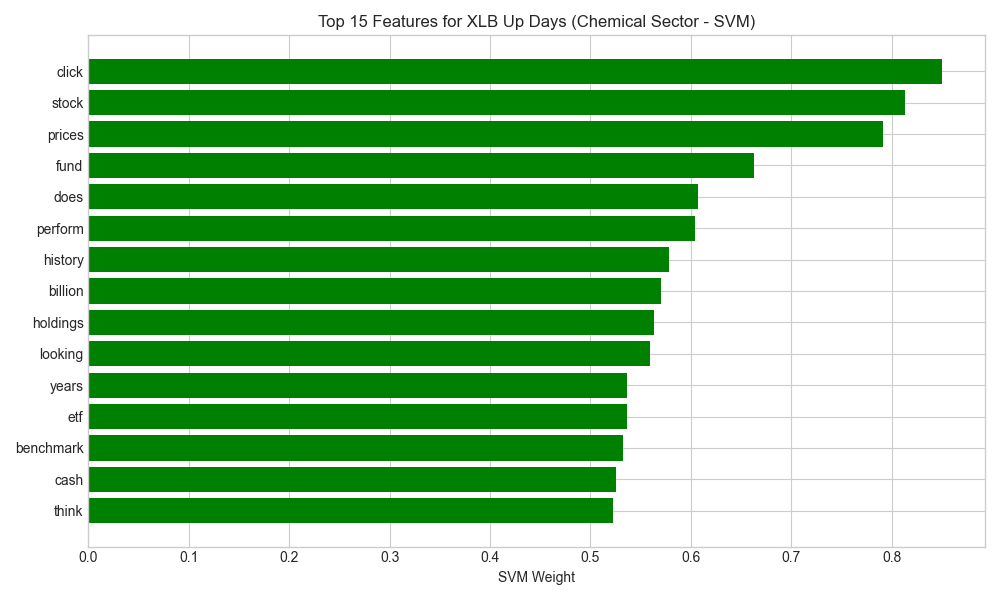 Top 15 Features for XLB Up Days (Chemical Sector - SVM)
click
stock
prices
fund
does
perform
history
billion
holdings
looking
years
etf
benchmark
cash
think
0.0 0.1 0.2 0.3 0.4 0.5 0.6 0.7 0.8
SVM Weight